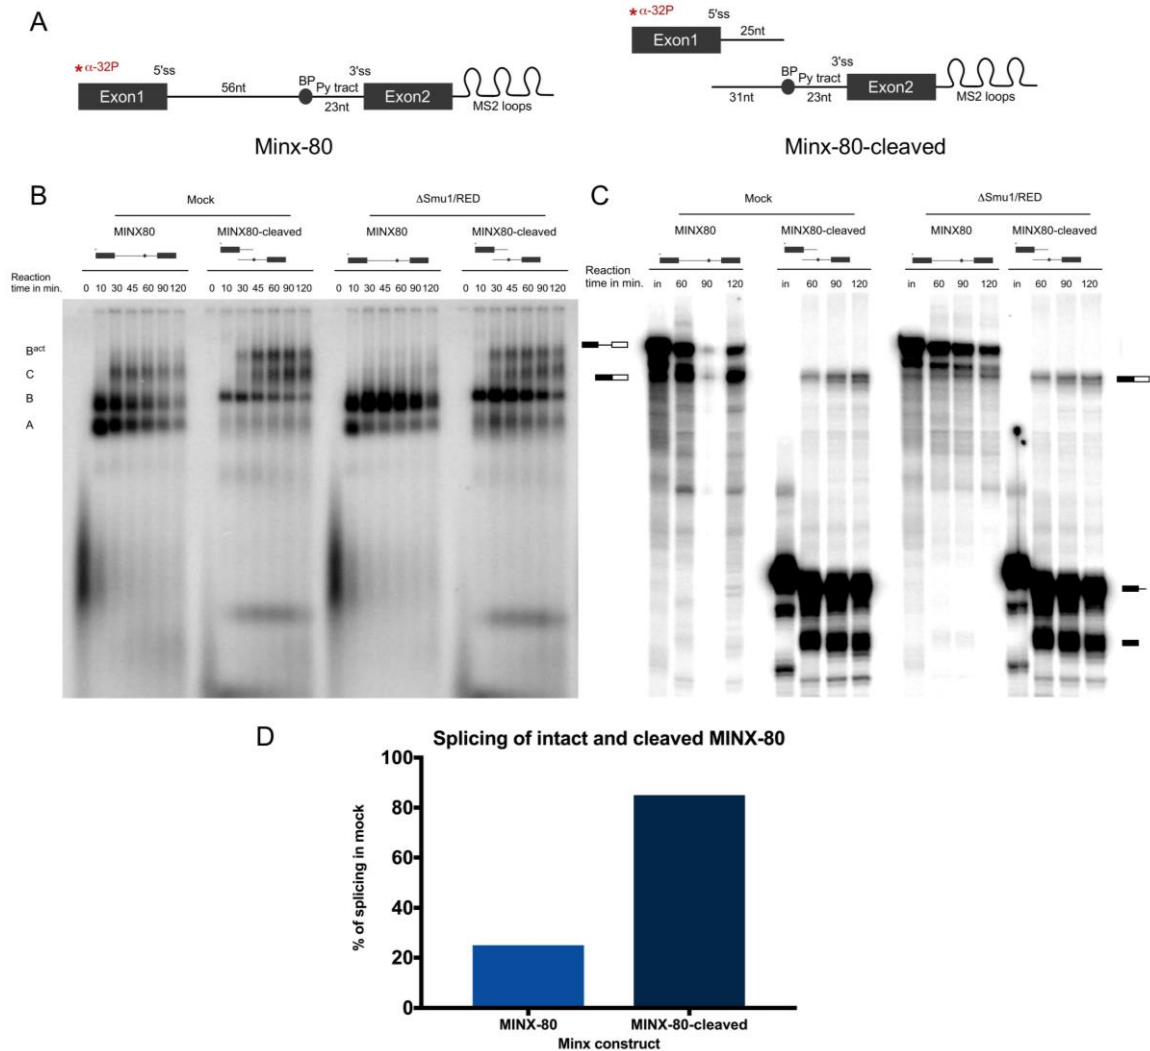 A
* α-32P
5'ss
Exon1
56nt
BP
Py tract
23nt
3'ss
Exon2
MS2 loops
Minx-80
* α-32P
5'ss
Exon1
25nt
31nt
BP
Py tract
23nt
3'ss
Exon2
MS2 loops
Minx-80-cleaved
B
Mock
ΔSmu1/RED
MINX80
MINX80-cleaved
MINX80
MINX80-cleaved
Reaction
time in min.
0 10 30 45 60 90 120
0 10 30 45 60 90 120
0 10 30 45 60 90 120
0 10 30 45 60 90 120
Bact
C
B
A
C
Mock
ΔSmu1/RED
MINX80
MINX80-cleaved
MINX80
MINX80-cleaved
Reaction
time in min.
in 60 90 120
in 60 90 120
in 60 90 120
in 60 90 120
D
Splicing of intact and cleaved MINX-80
% of splicing in mock
100
80
60
40
20
0
MINX-80
MINX-80-cleaved
Minx construct